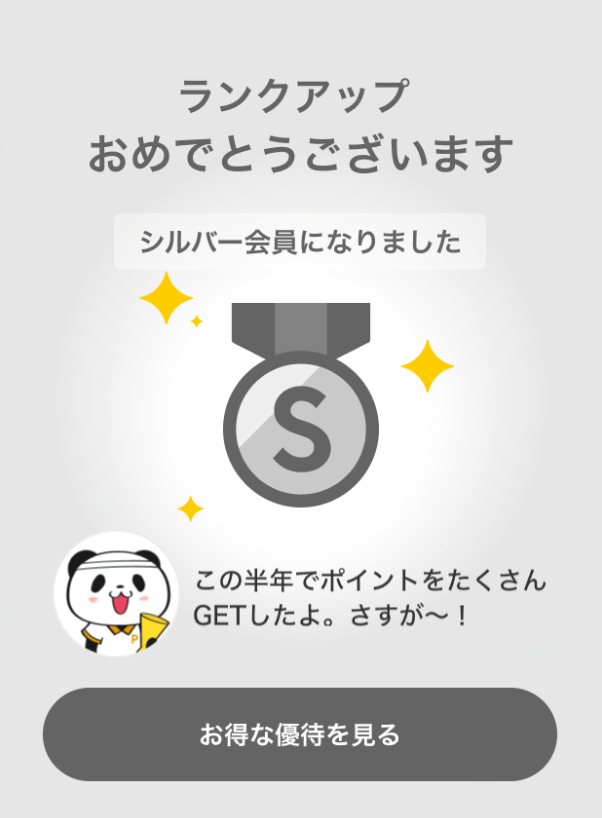 ランクアップ
おめでとうございます
シルバー会員になりました
S
この半年でポイントをたくさん
GETしたよ。さすが〜！
P
お得な優待を見る